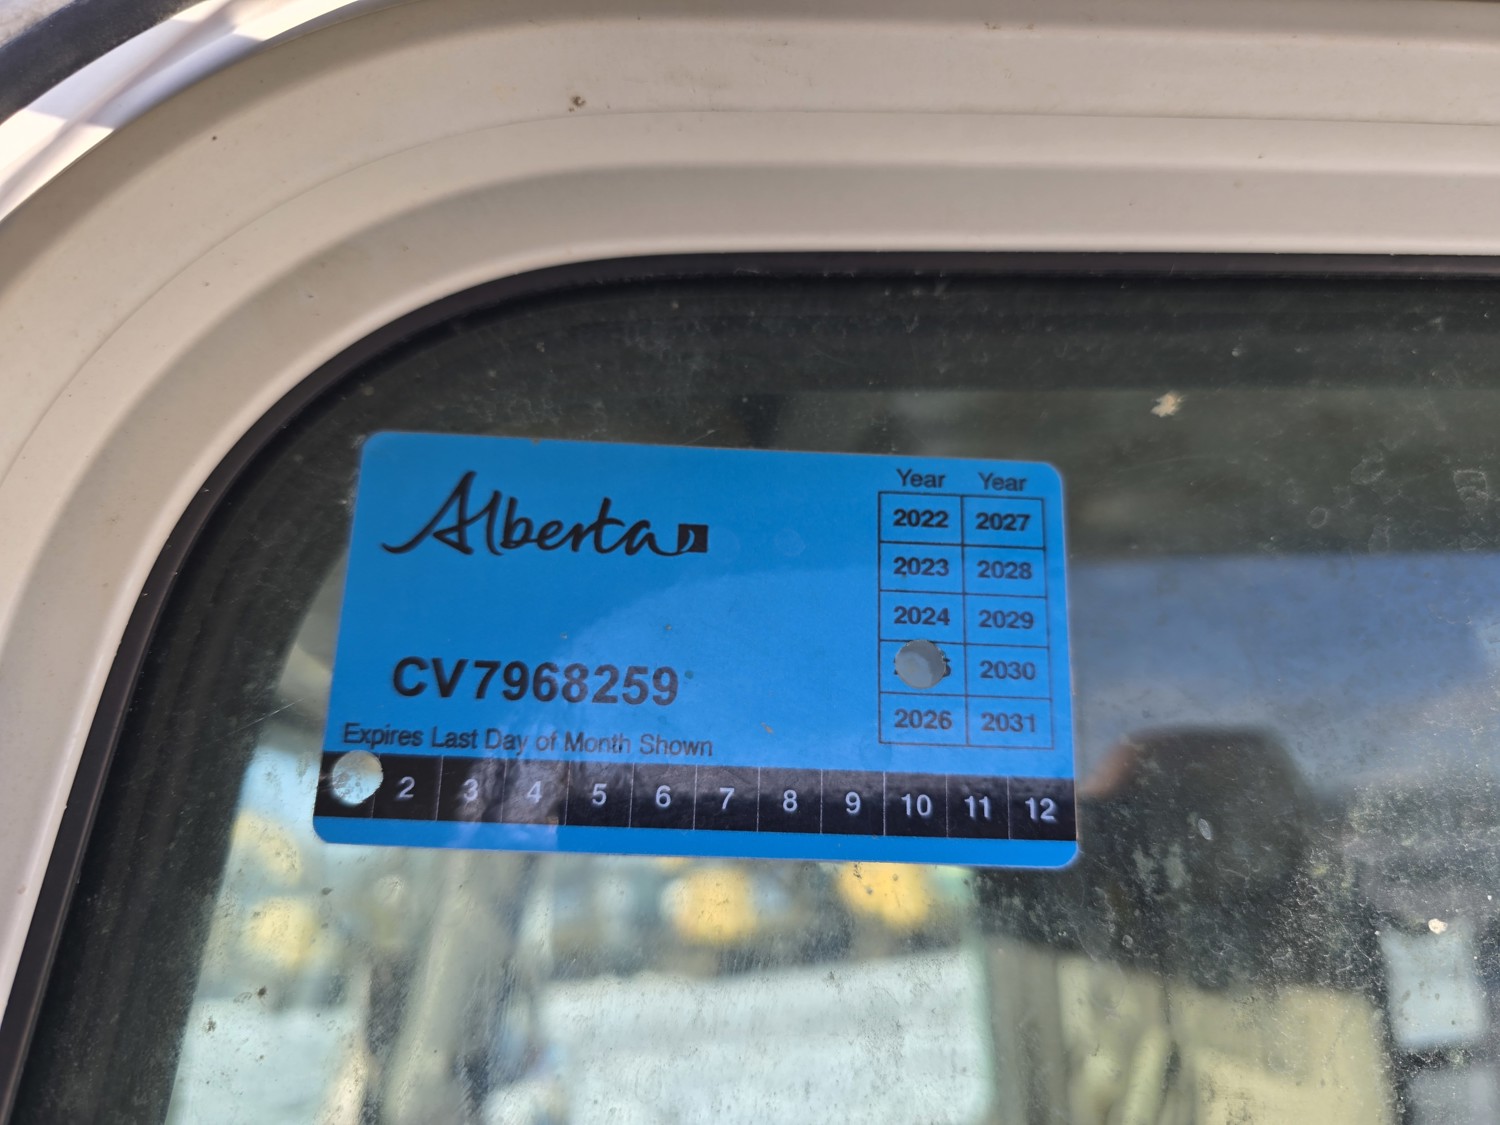 Alberta
Year Year
2022 2027
2023 2028
2024 2029
2030
2026 2031
CV7968259
Expires Last Day of Month Shown
2 3 4 5 6 7 8 9 10 11 12